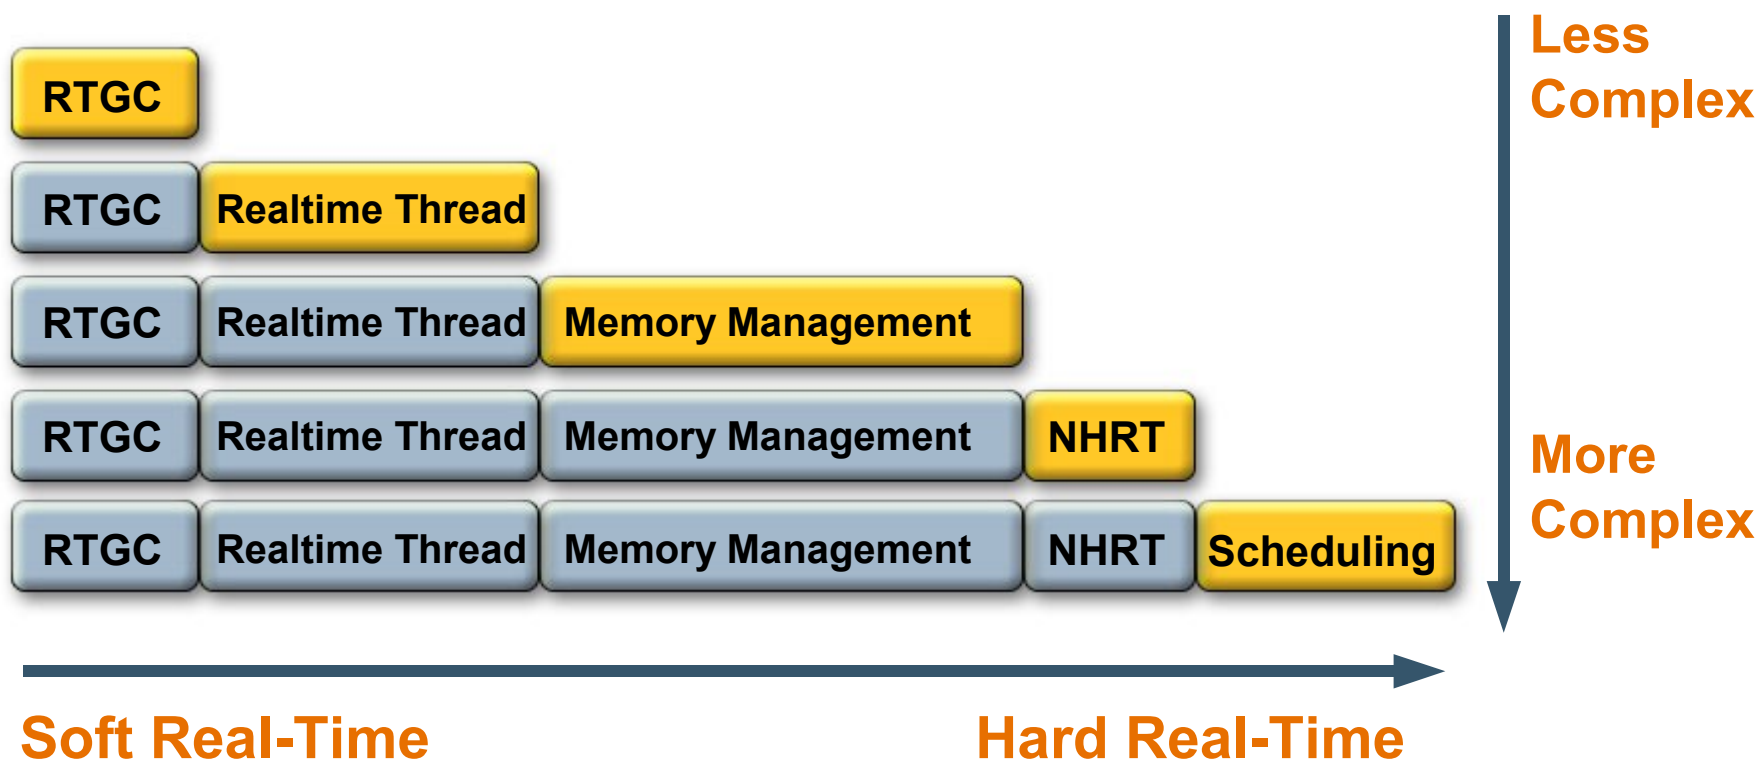 Less
Complex
RTGC
RTGC Realtime Thread
RTGC Realtime Thread Memory Management
RTGC Realtime Thread Memory Management NHRT
More
Complex
RTGC Realtime Thread Memory Management NHRT Scheduling
Soft Real-Time Hard Real-Time